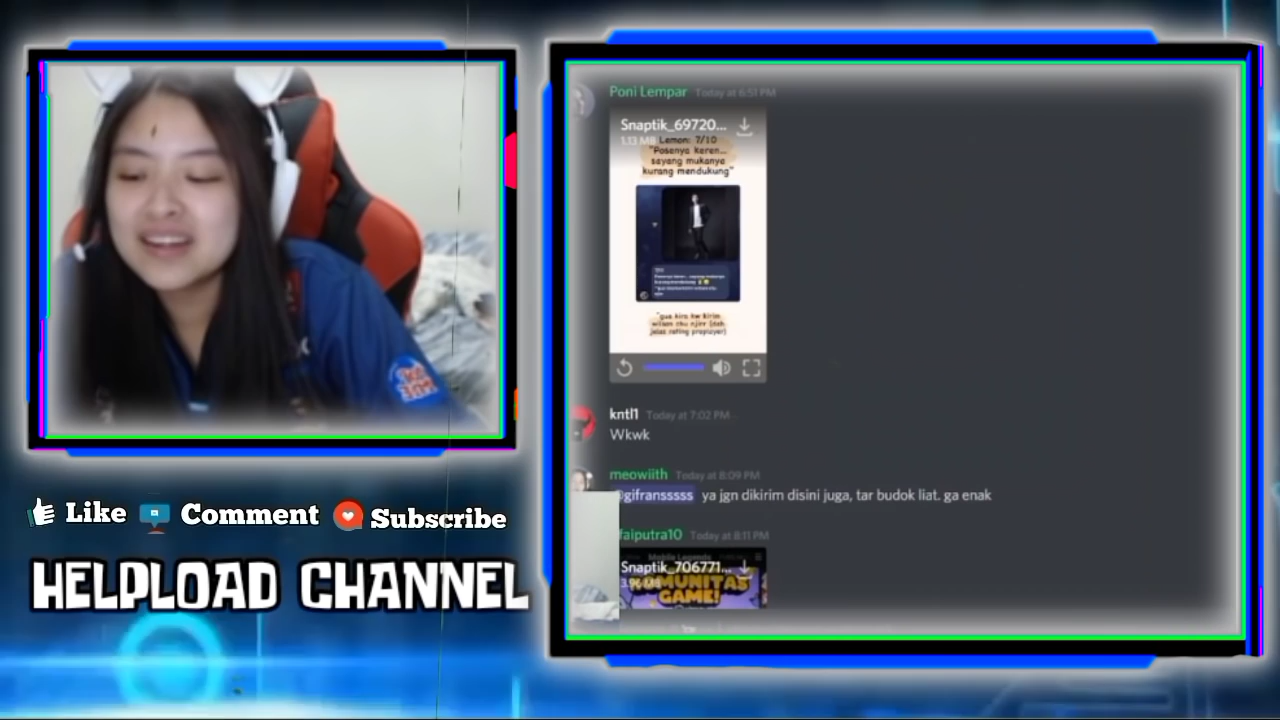 Poni Lempar Today at 6:51 PM
Snaptik_69720...
1.13 MB
Lemon: 7/10
"Posenya keren...
sayang mukanya
kurang mendukung"
kntl1 Today at 7:02 PM
Wkwk
meowiith Today at 8:09 PM
@gifransssss ya jgn dikirim disini juga, tar budok liat. ga enak
faiputra10 Today at 8:11 PM
Mobile Legends
Snaptik_706771...
KOMUNITAS
GAME!
Like Comment Subscribe
HELPLOAD CHANNEL